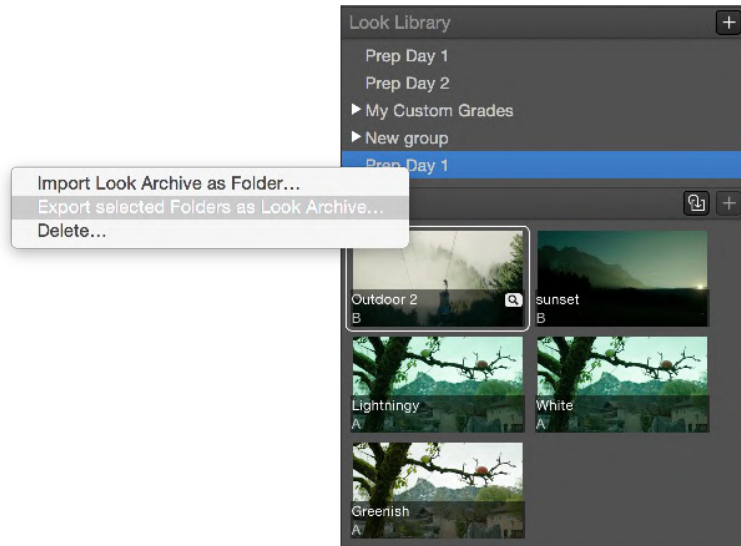 Look Library
Prep Day 1
Prep Day 2
My Custom Grades
New group
Prep Day 1
Import Look Archive as Folder...
Export selected Folders as Look Archive...
Delete...
Outdoor 2
B
sunset
B
Lightningy
A
White
A
Greenish
A